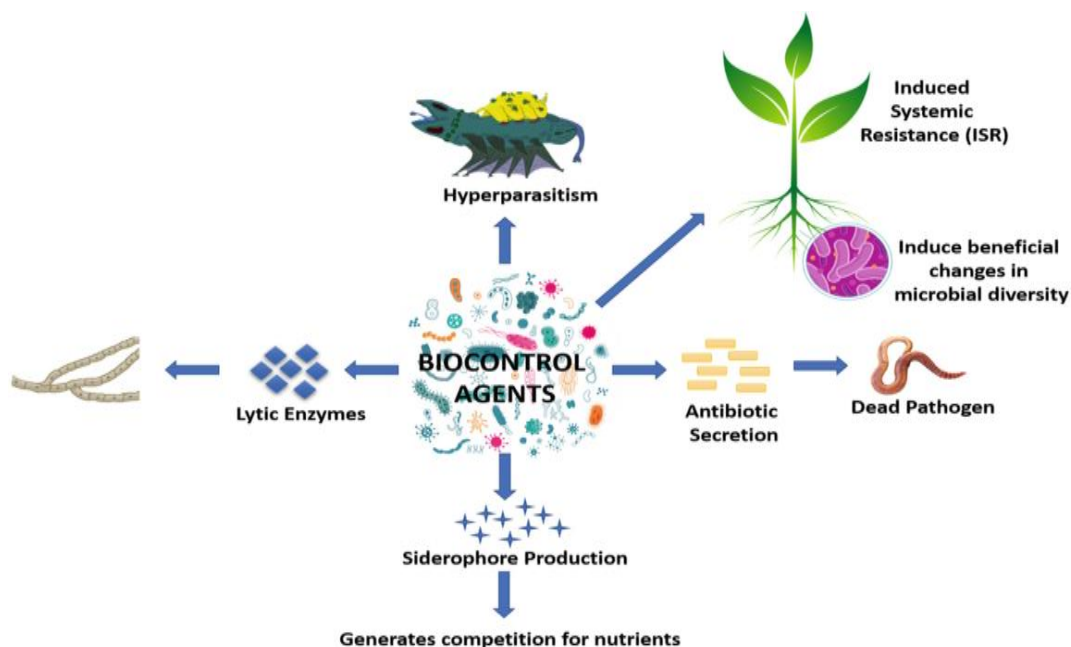 Induced
Systemic
Resistance (ISR)
Hyperparasitism
Induce beneficial
changes in
microbial diversity
BIOCONTROL
AGENTS
Lytic Enzymes
Antibiotic
Secretion
Dead Pathogen
Siderophore Production
Generates competition for nutrients